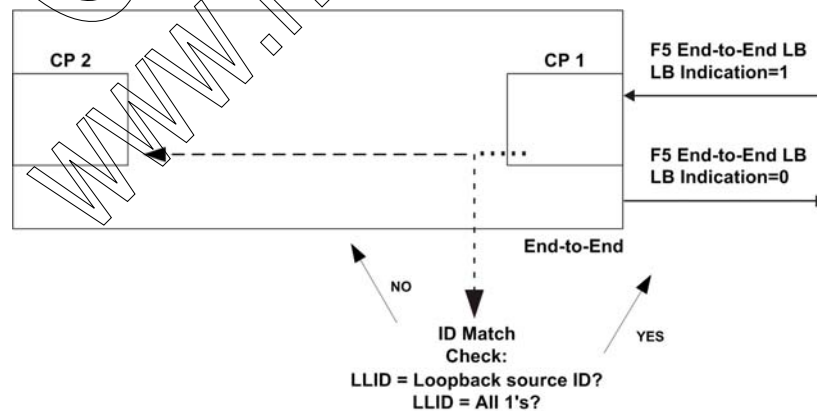 CP 2
CP 1
F5 End-to-End LB
LB Indication=1
F5 End-to-End LB
LB Indication=0
End-to-End
NO
YES
ID Match
Check:
LLID = Loopback source ID?
LLID = All 1's?
www.